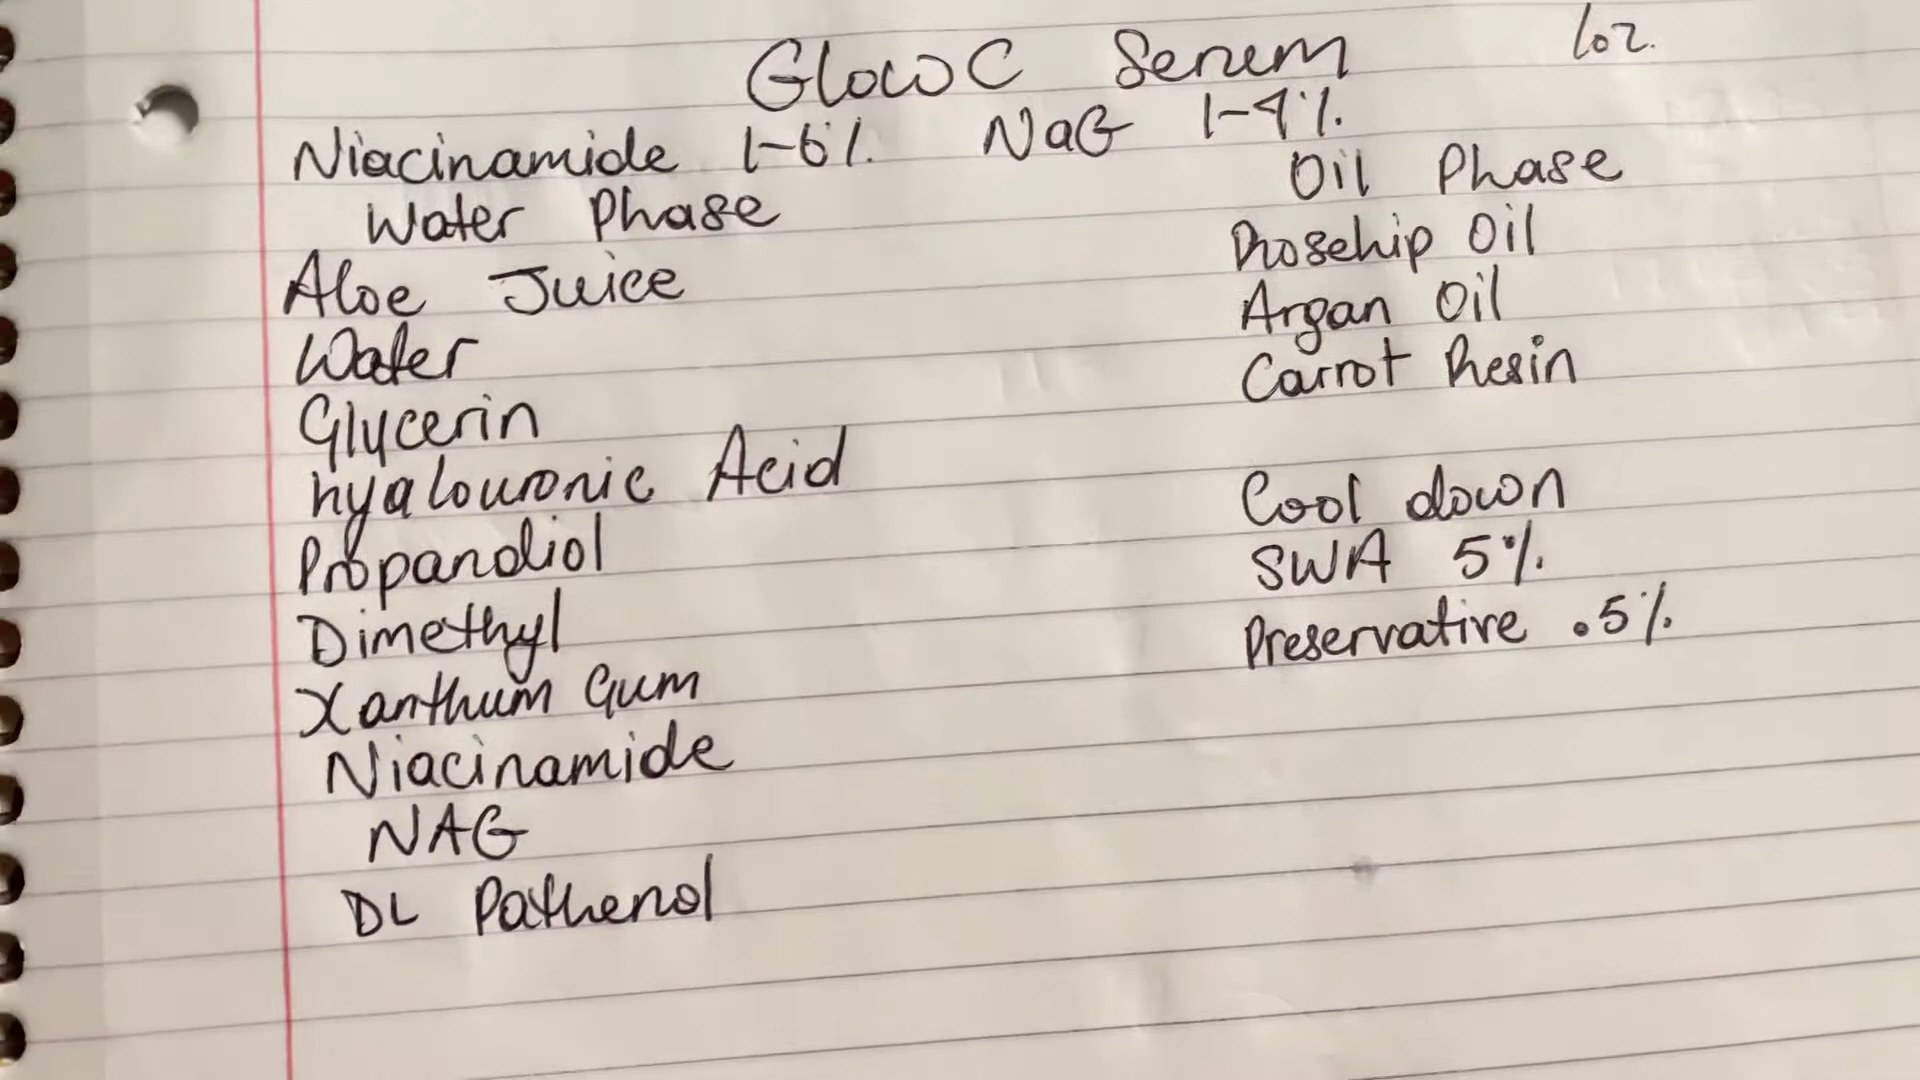 Glow C Serum 1oz.
Niacinamide 1-6% NaG 1-4%
Water Phase
Aloe Juice
Water
Glycerin
hyalouronic Acid
Propandiol
Dimethyl
Xanthum Gum
Niacinamide
NAG
DL Pathenol
Oil Phase
Rosehip Oil
Argan Oil
Carrot Resin
Cool down
SWA 5%
Preservative .5%